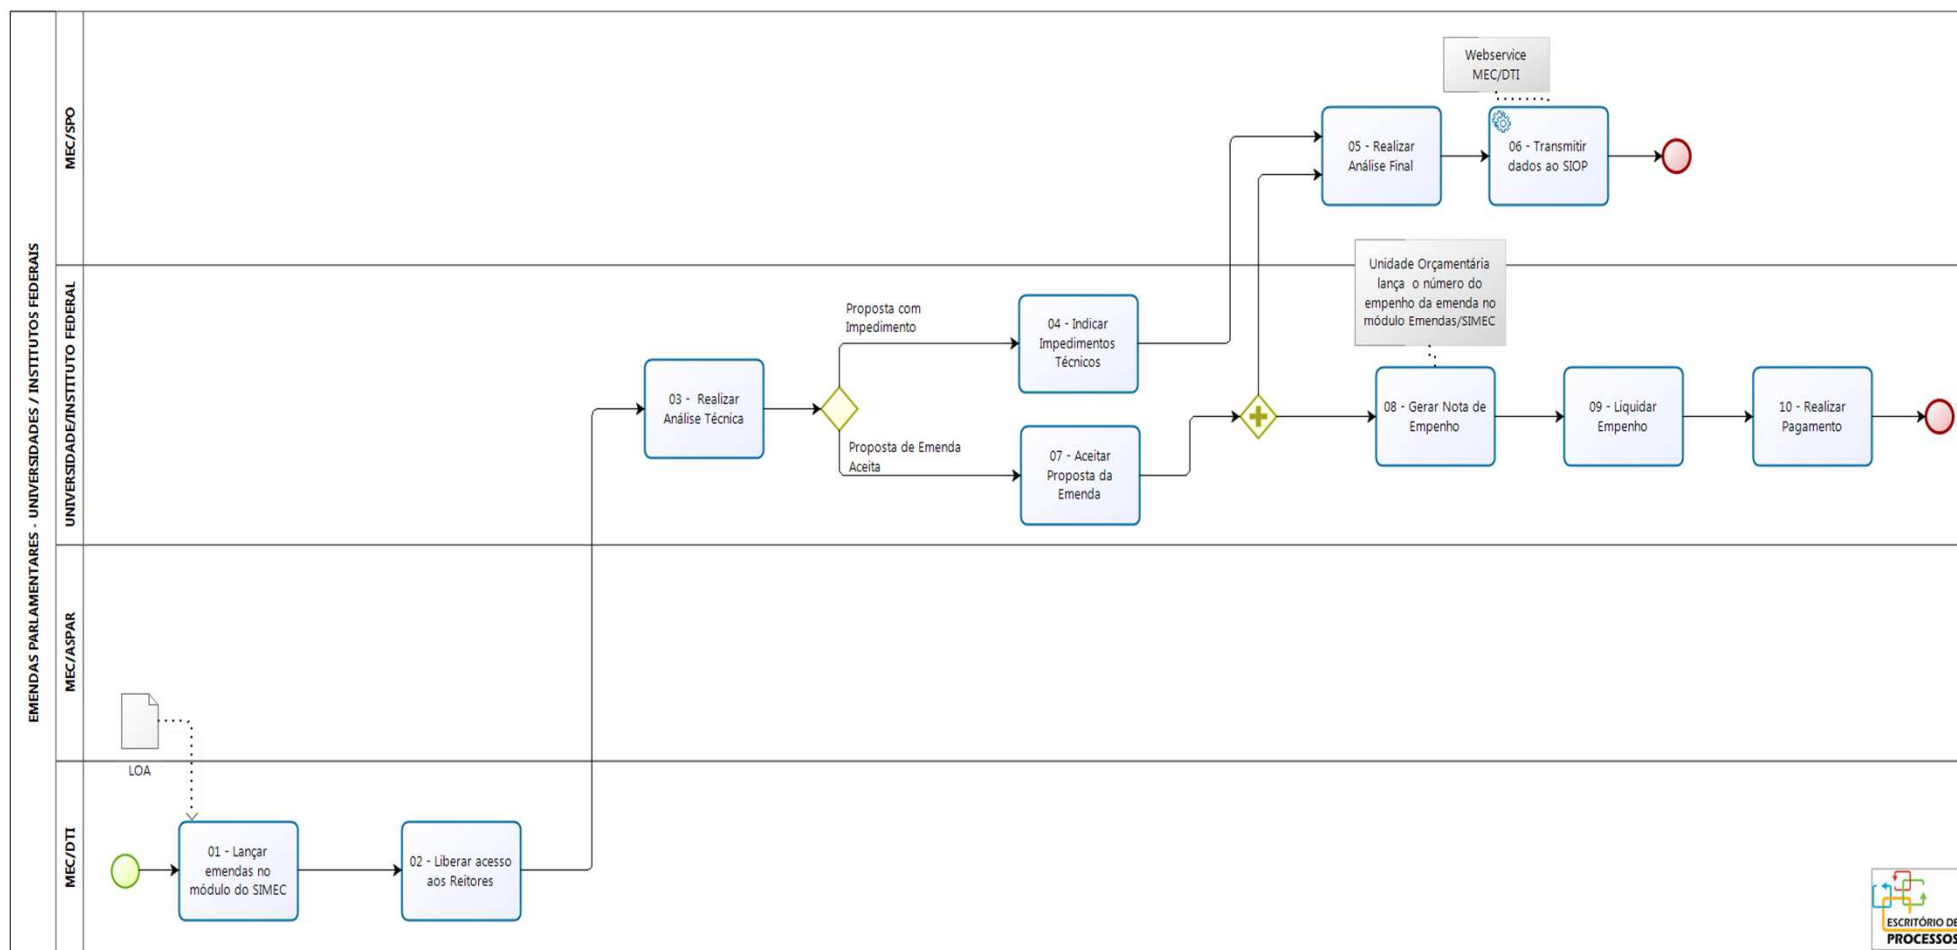 EMENDAS PARLAMENTARES - UNIVERSIDADES / INSTITUTOS FEDERAIS
MEC/SPO
Webservice
MEC/DTI
05 - Realizar
Análise Final
06 - Transmitir
dados ao SIOP
UNIVERSIDADE/INSTITUTO FEDERAL
Unidade Orçamentária
lança o número do
empenho da emenda no
módulo Emendas/SIMEC
Proposta com
Impedimento
04 - Indicar
Impedimentos
Técnicos
03 - Realizar
Análise Técnica
Proposta de Emenda
Aceita
07 - Aceitar
Proposta da
Emenda
08 - Gerar Nota de
Empenho
09 - Liquidar
Empenho
10 - Realizar
Pagamento
MEC/ASPAR
LOA
MEC/DTI
01 - Lançar
emendas no
módulo do SIMEC
02 - Liberar acesso
aos Reitores
ESCRITÓRIO DE
PROCESSOS